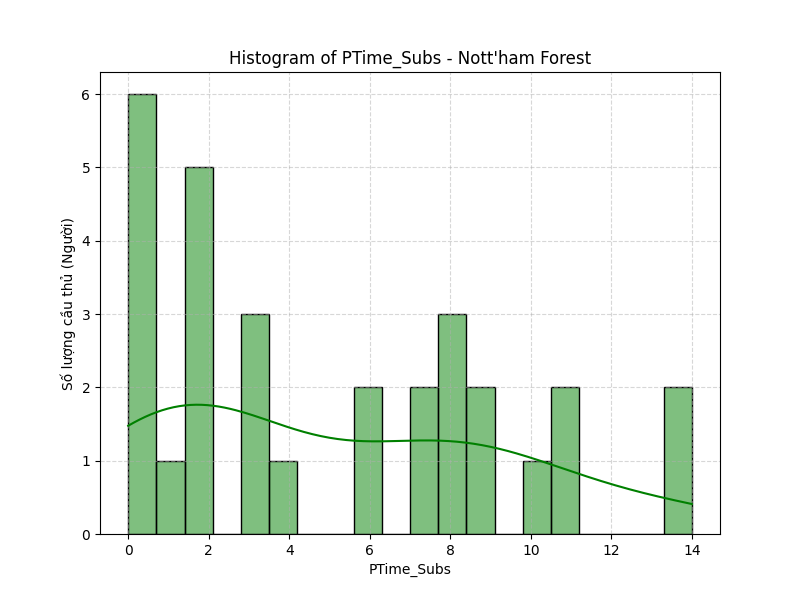 Histogram of PTime_Subs - Nott'ham Forest
Số lượng cầu thủ (Người)
6
5
4
3
2
1
0
0 2 4 6 8 10 12 14
PTime_Subs